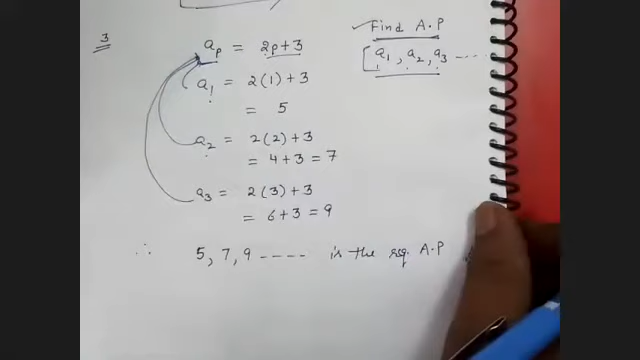 3
aₚ = 2p+3
Find A.P
[a₁, a₂, a₃ ----
a₁ = 2(1)+3
= 5
a₂ = 2(2)+3
= 4+3 = 7
a₃ = 2(3)+3
= 6+3 = 9
∴ 5, 7, 9 ---- is the req. A.P